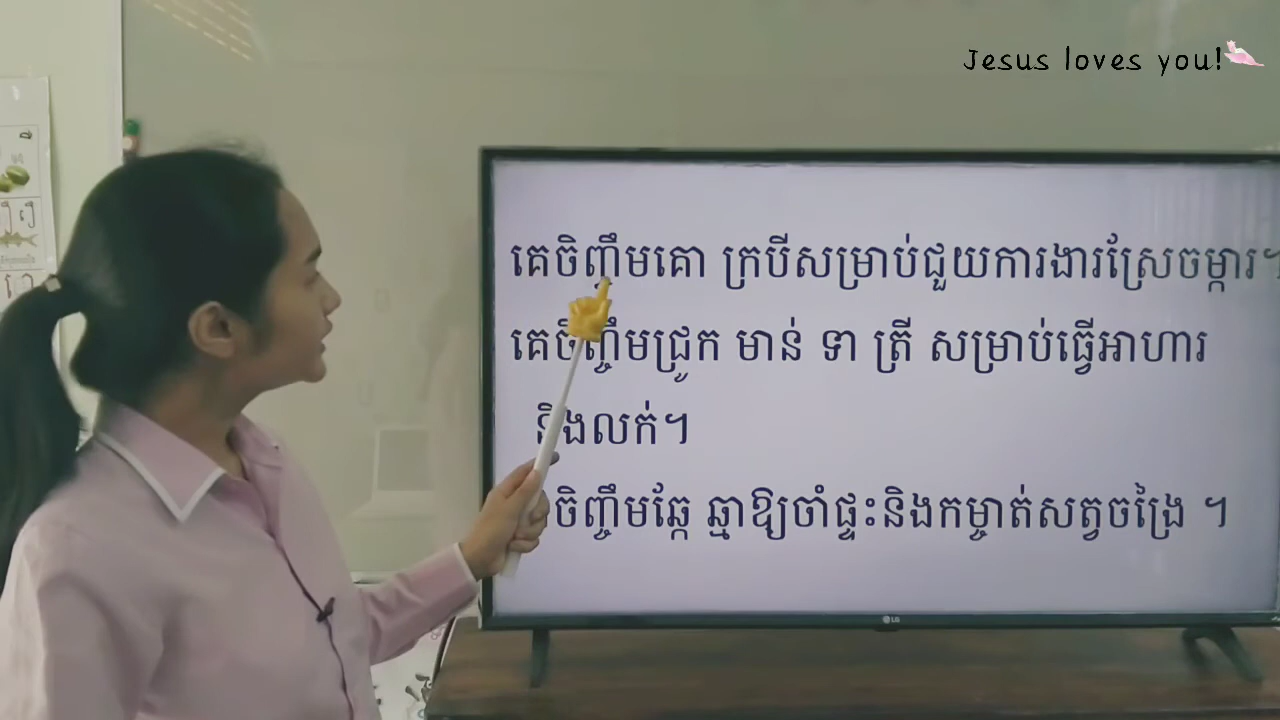 Jesus loves you!
គេចិញ្ចឹមគោ ក្របីសម្រាប់ជួយការងារស្រែចម្ការ។
គេចិញ្ចឹមជ្រូក មាន់ ទា ត្រី សម្រាប់ធ្វើអាហារ
និងលក់។
ចិញ្ចឹមឆ្កែ ឆ្មាឱ្យចាំផ្ទះនិងកម្ចាត់សត្វចង្រៃ ។
LG